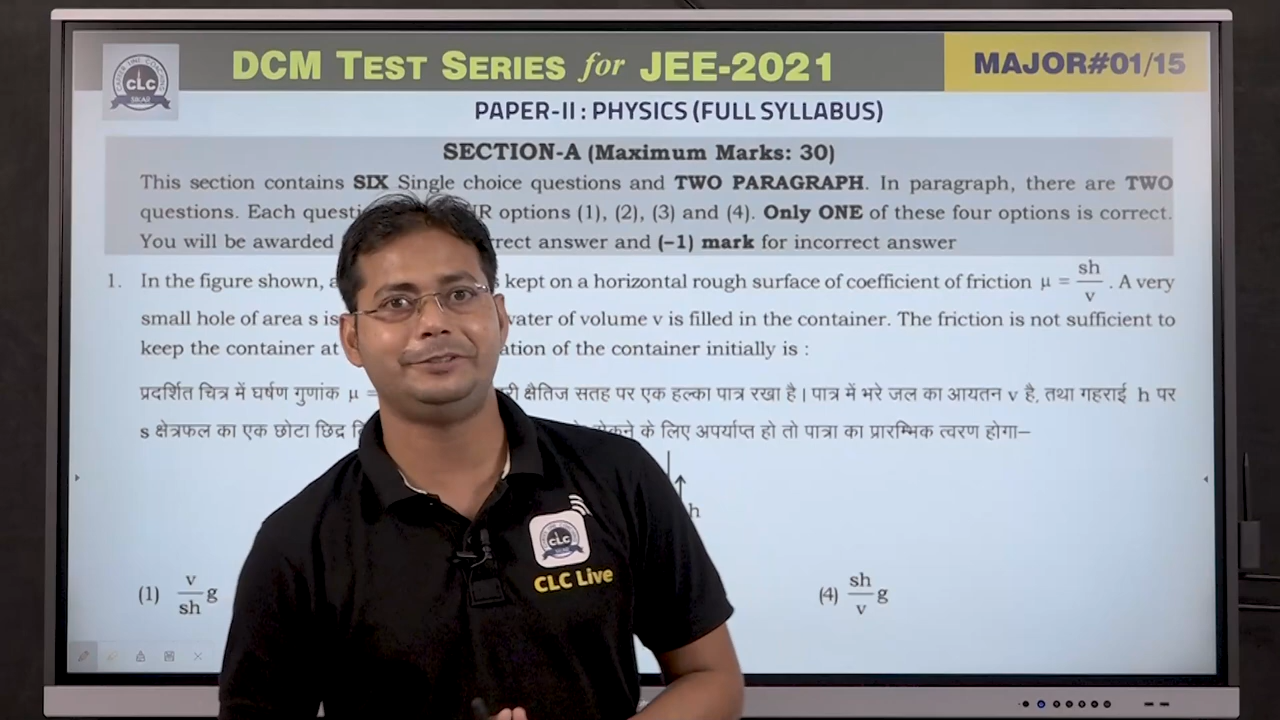 DCM TEST SERIES for JEE-2021
MAJOR#01/15
CAREER LINE COACHING
CLC
SIKAR
PAPER-II : PHYSICS (FULL SYLLABUS)
SECTION-A (Maximum Marks: 30)
This section contains SIX Single choice questions and TWO PARAGRAPH. In paragraph, there are TWO
questions. Each options (1), (2), (3) and (4). Only ONE of these four options is correct.
You will be awarded answer and (−1) mark for incorrect answer
1. In the figure shown, kept on a horizontal rough surface of coefficient of friction μ = sh/v . A very
small hole of area s is of volume v is filled in the container. The friction is not sufficient to
keep the container at of the container initially is :
प्रदर्शित चित्र में घर्षण गुणांक μ = क्षैतिज सतह पर एक हल्का पात्र रखा है। पात्र में भरे जल का आयतन v है, तथा गहराई h पर
s क्षेत्रफल का एक छोटा छिद्र के लिए अपर्याप्त हो तो पात्रा का प्रारम्भिक त्वरण होगा–
h
(1) v/sh g
(4) sh/v g
CLC
CLC Live